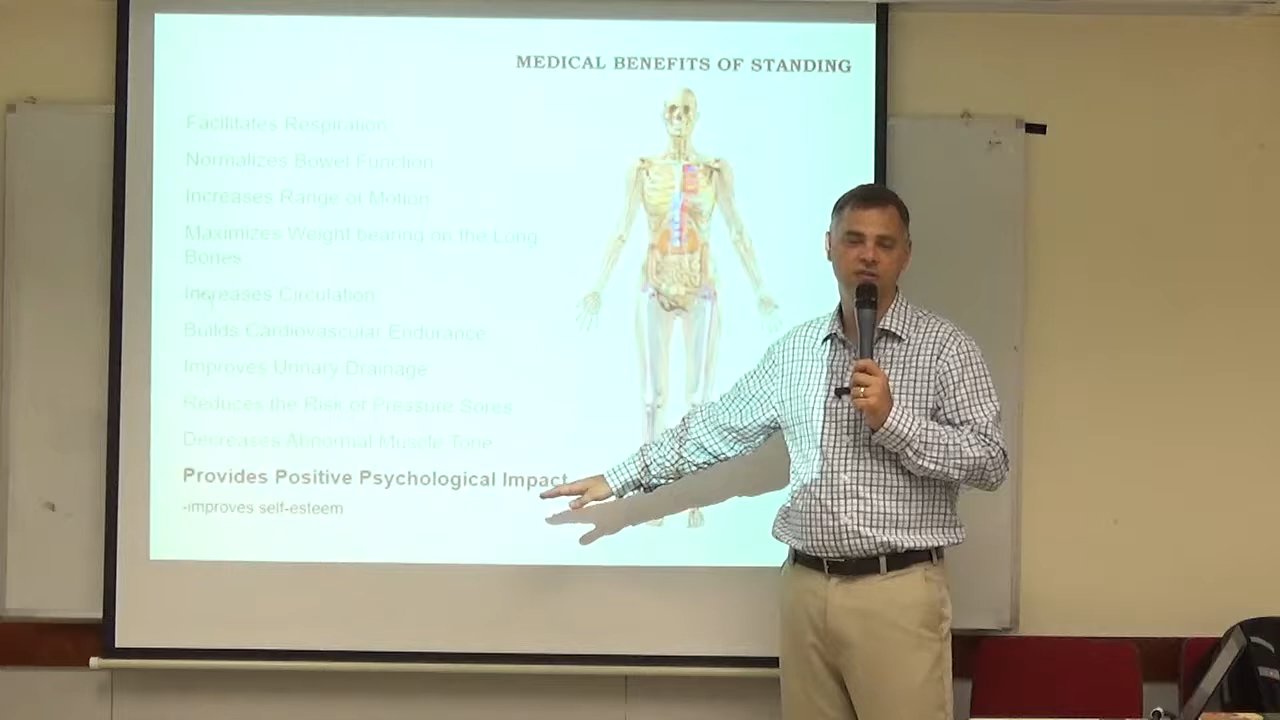 MEDICAL BENEFITS OF STANDING
Facilitates Respiration
Normalizes Bowel Function
Increases Range of Motion
Maximizes Weight bearing on the Long
Bones
Increases Circulation
Builds Cardiovascular Endurance
Improves Urinary Drainage
Reduces the Risk of Pressure Sores
Decreases Abnormal Muscle Tone
Provides Positive Psychological Impact
-improves self-esteem